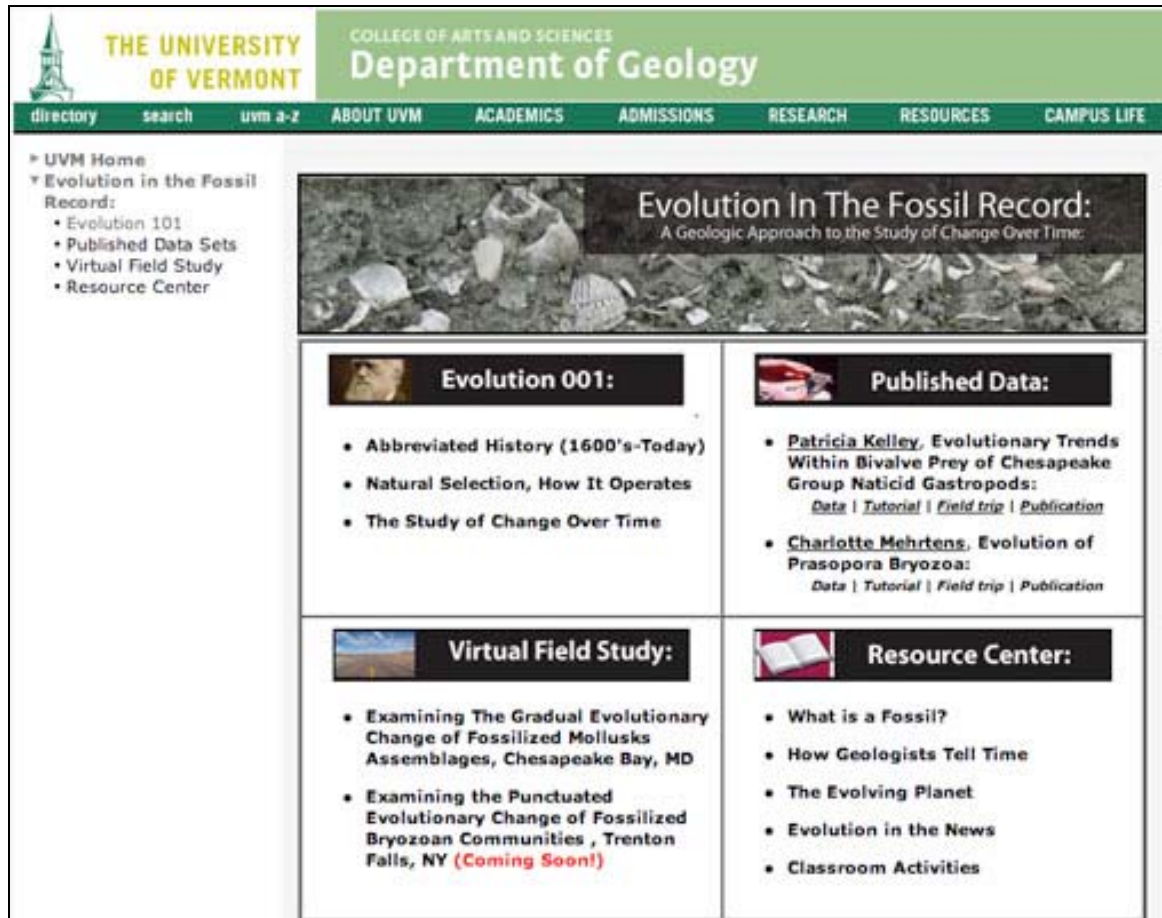 THE UNIVERSITY
OF VERMONT
COLLEGE OF ARTS AND SCIENCES
Department of Geology
directory search uvm a-z ABOUT UVM ACADEMICS ADMISSIONS RESEARCH RESOURCES CAMPUS LIFE
UVM Home
Evolution in the Fossil
Record:
• Evolution 101
• Published Data Sets
• Virtual Field Study
• Resource Center
Evolution In The Fossil Record:
A Geologic Approach to the Study of Change Over Time:
Evolution 001:
• Abbreviated History (1600's-Today)
• Natural Selection, How It Operates
• The Study of Change Over Time
Published Data:
• Patricia Kelley, Evolutionary Trends
Within Bivalve Prey of Chesapeake
Group Naticid Gastropods:
Data | Tutorial | Field trip | Publication
• Charlotte Mehrtens, Evolution of
Prasopora Bryozoa:
Data | Tutorial | Field trip | Publication
Virtual Field Study:
• Examining The Gradual Evolutionary
Change of Fossilized Mollusks
Assemblages, Chesapeake Bay, MD
• Examining the Punctuated
Evolutionary Change of Fossilized
Bryozoan Communities , Trenton
Falls, NY (Coming Soon!)
Resource Center:
• What is a Fossil?
• How Geologists Tell Time
• The Evolving Planet
• Evolution in the News
• Classroom Activities